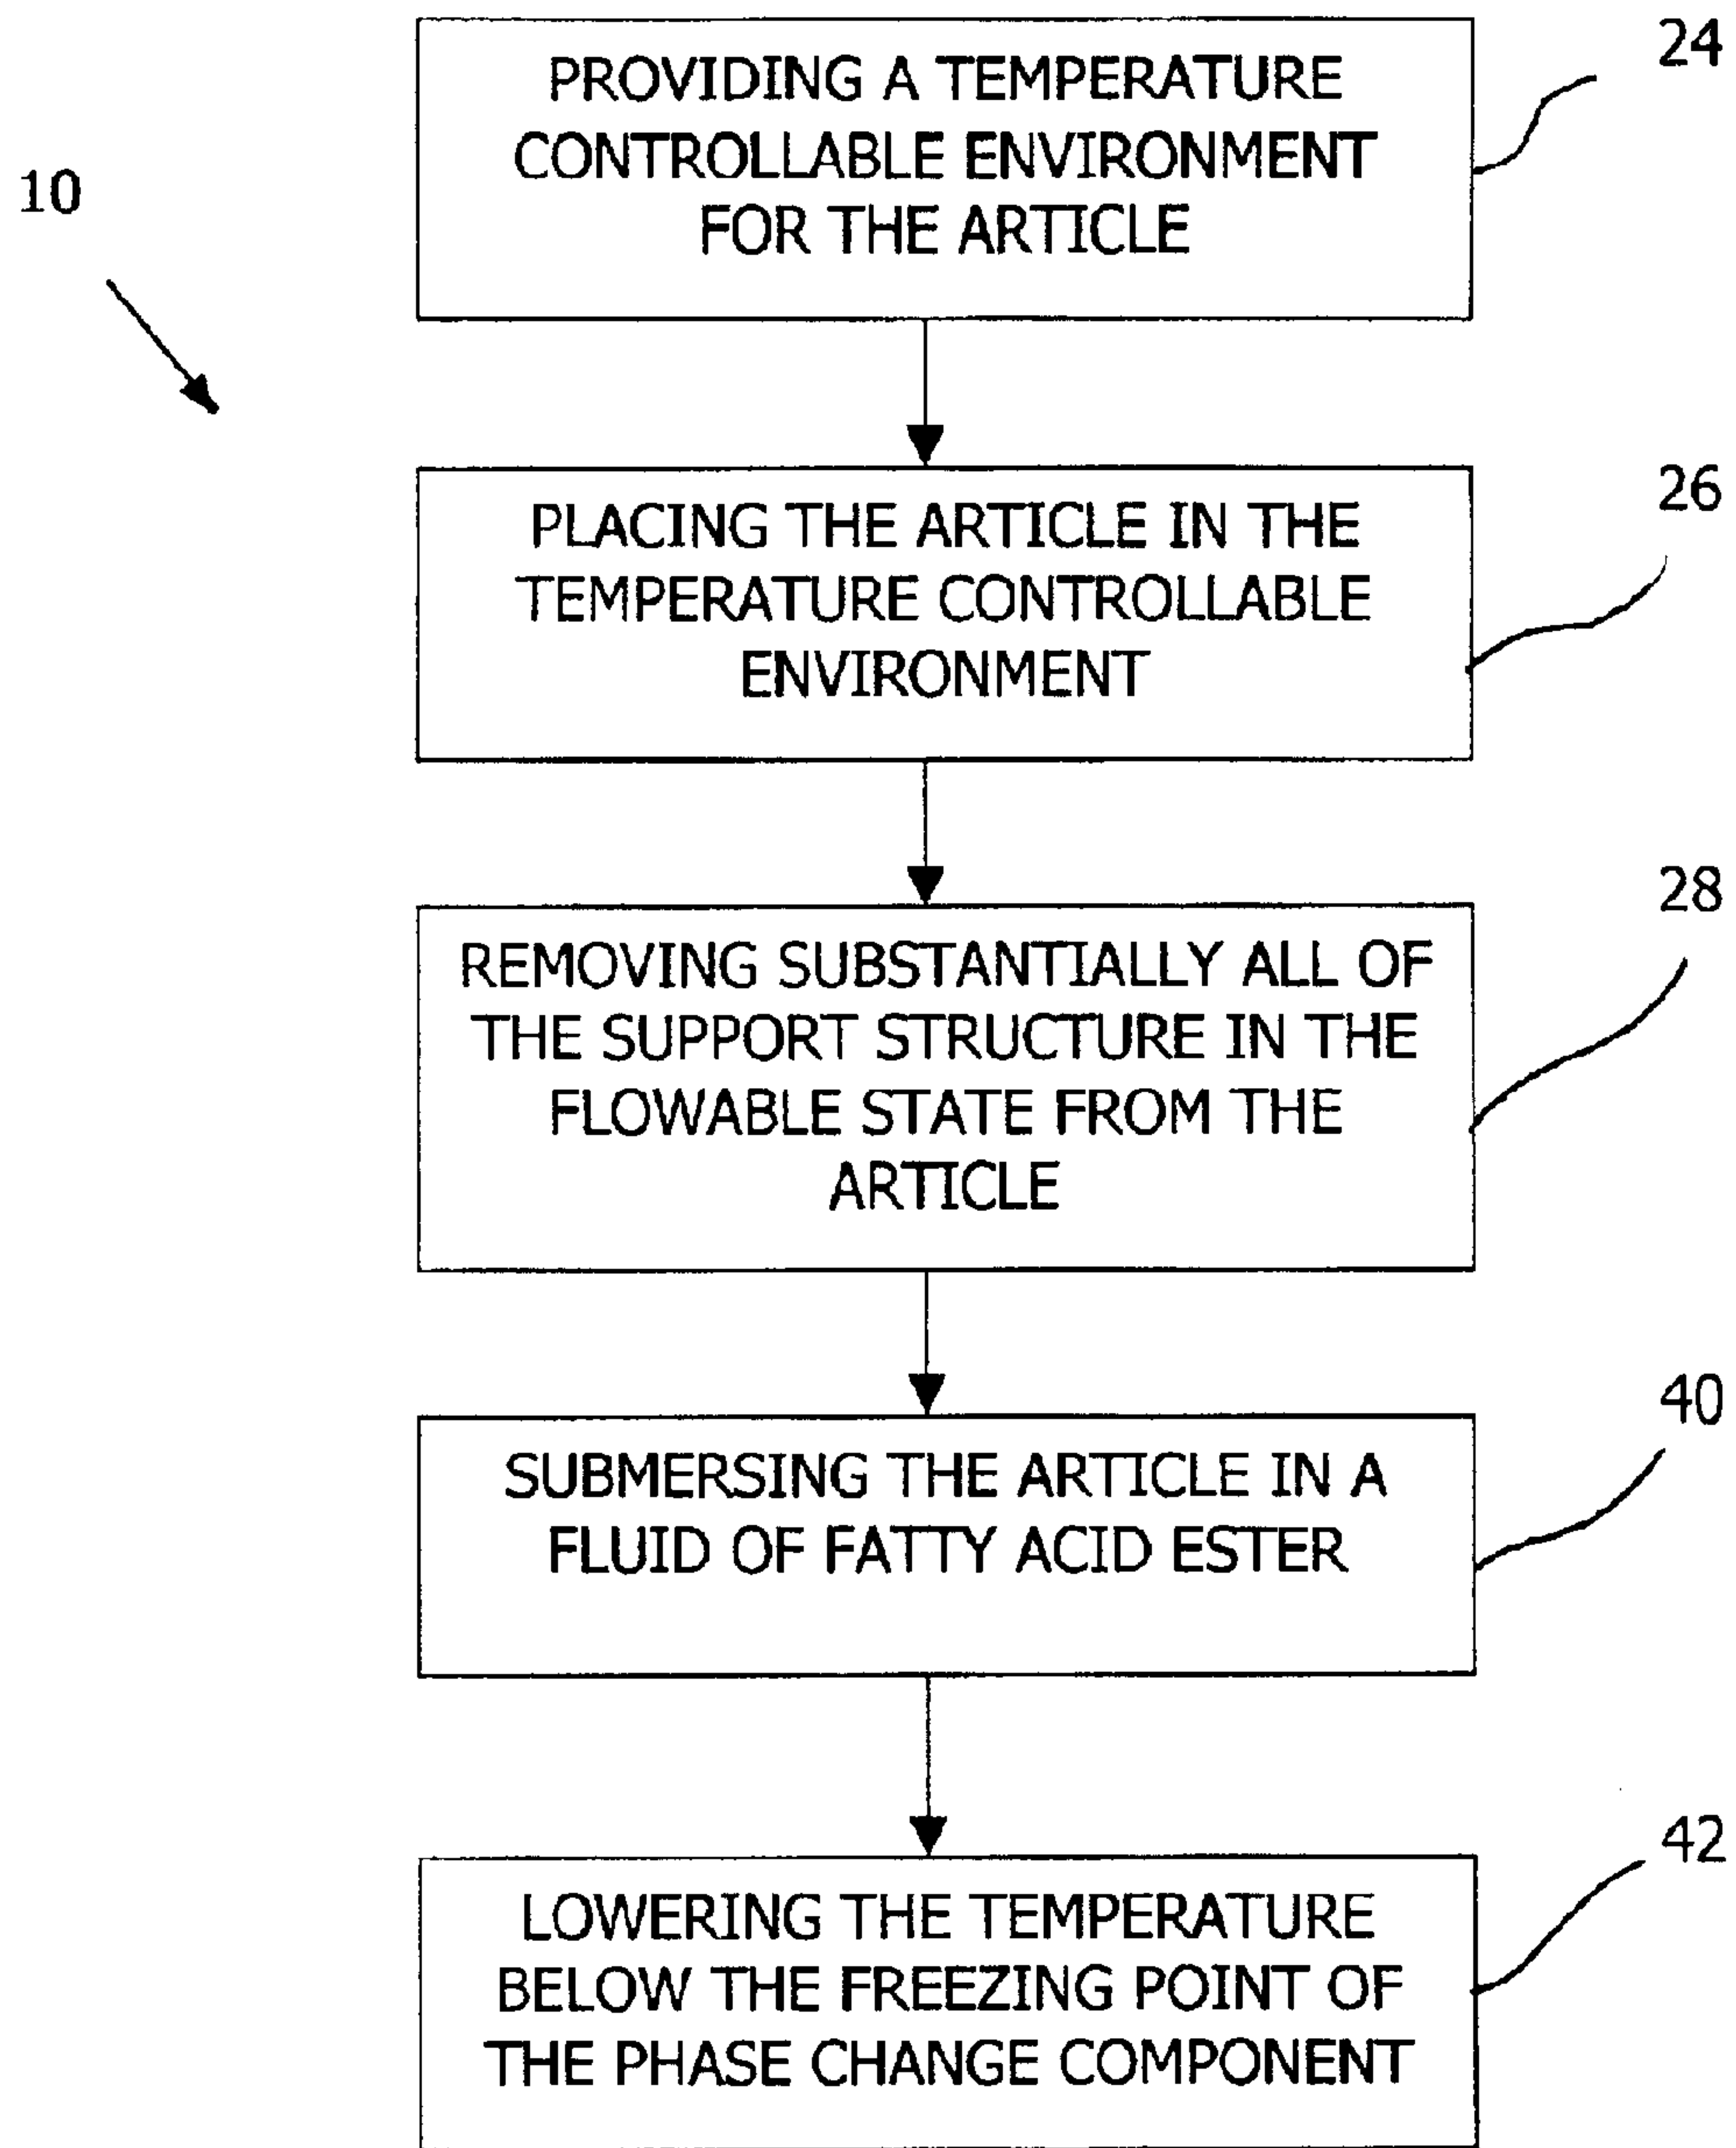 10
PROVIDING A TEMPERATURE
CONTROLLABLE ENVIRONMENT
FOR THE ARTICLE
24
PLACING THE ARTICLE IN THE
TEMPERATURE CONTROLLABLE
ENVIRONMENT
26
REMOVING SUBSTANTIALLY ALL OF
THE SUPPORT STRUCTURE IN THE
FLOWABLE STATE FROM THE
ARTICLE
28
SUBMERSING THE ARTICLE IN A
FLUID OF FATTY ACID ESTER
40
LOWERING THE TEMPERATURE
BELOW THE FREEZING POINT OF
THE PHASE CHANGE COMPONENT
42